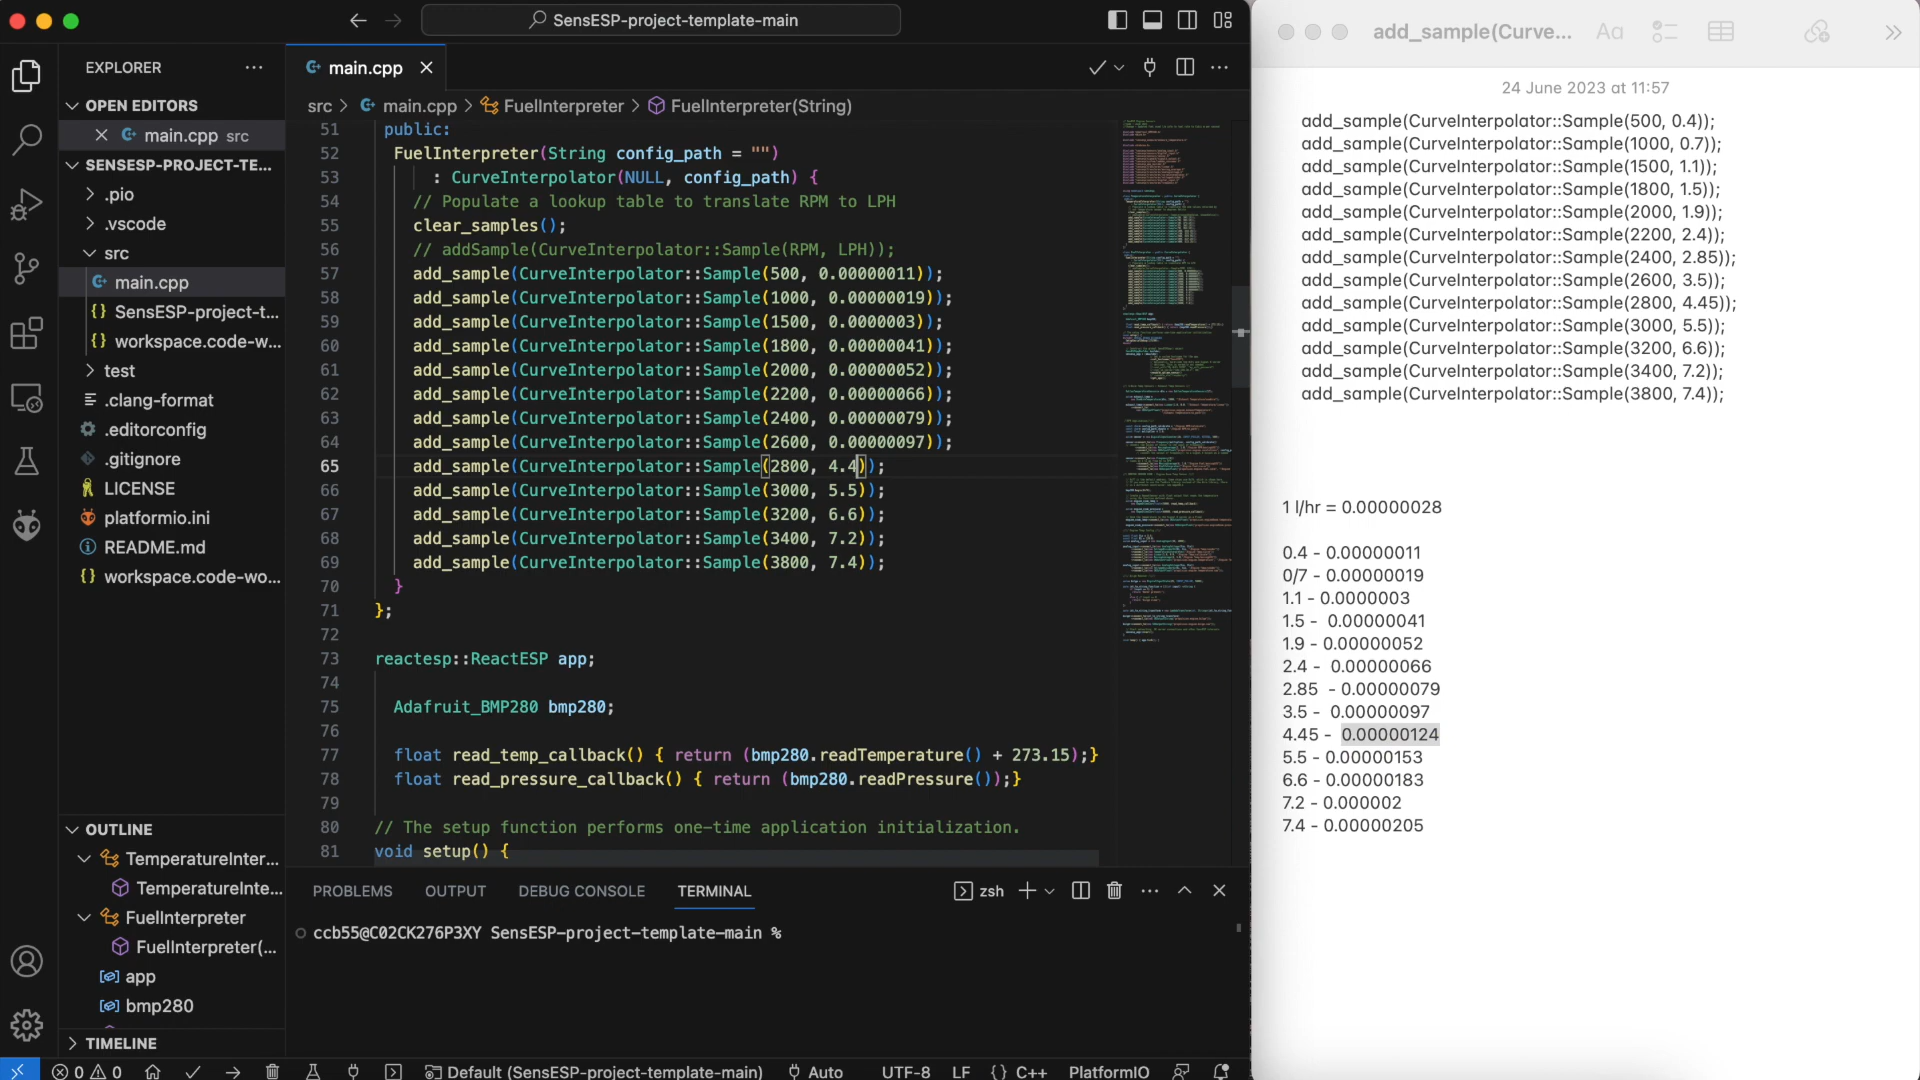 SensESP-project-template-main
EXPLORER
OPEN EDITORS
main.cpp src
SENSESP-PROJECT-TE...
.pio
.vscode
src
main.cpp
{} SensESP-project-t...
{} workspace.code-w...
test
.clang-format
.editorconfig
.gitignore
LICENSE
platformio.ini
README.md
{} workspace.code-wo...
OUTLINE
TemperatureInter...
TemperatureInte...
FuelInterpreter
FuelInterpreter(...
app
bmp280
TIMELINE
main.cpp
src > main.cpp > FuelInterpreter > FuelInterpreter(String)
51 public:
52 FuelInterpreter(String config_path = "")
53 : CurveInterpolator(NULL, config_path) {
54 // Populate a lookup table to translate RPM to LPH
55 clear_samples();
56 // addSample(CurveInterpolator::Sample(RPM, LPH));
57 add_sample(CurveInterpolator::Sample(500, 0.00000011));
58 add_sample(CurveInterpolator::Sample(1000, 0.00000019));
59 add_sample(CurveInterpolator::Sample(1500, 0.0000003));
60 add_sample(CurveInterpolator::Sample(1800, 0.00000041));
61 add_sample(CurveInterpolator::Sample(2000, 0.00000052));
62 add_sample(CurveInterpolator::Sample(2200, 0.00000066));
63 add_sample(CurveInterpolator::Sample(2400, 0.00000079));
64 add_sample(CurveInterpolator::Sample(2600, 0.00000097));
65 add_sample(CurveInterpolator::Sample(2800, 4.4));
66 add_sample(CurveInterpolator::Sample(3000, 5.5));
67 add_sample(CurveInterpolator::Sample(3200, 6.6));
68 add_sample(CurveInterpolator::Sample(3400, 7.2));
69 add_sample(CurveInterpolator::Sample(3800, 7.4));
70 }
71 };
72
73 reactesp::ReactESP app;
74
75 Adafruit_BMP280 bmp280;
76
77 float read_temp_callback() { return (bmp280.readTemperature() + 273.15);}
78 float read_pressure_callback() { return (bmp280.readPressure());}
79
80 // The setup function performs one-time application initialization.
81 void setup() {
PROBLEMS OUTPUT DEBUG CONSOLE TERMINAL zsh
ccb55@C02CK276P3XY SensESP-project-template-main %
0 0 Default (SensESP-project-template-main) Auto UTF-8 LF {} C++ PlatformIO
add_sample(Curve... Aa
24 June 2023 at 11:57
add_sample(CurveInterpolator::Sample(500, 0.4));
add_sample(CurveInterpolator::Sample(1000, 0.7));
add_sample(CurveInterpolator::Sample(1500, 1.1));
add_sample(CurveInterpolator::Sample(1800, 1.5));
add_sample(CurveInterpolator::Sample(2000, 1.9));
add_sample(CurveInterpolator::Sample(2200, 2.4));
add_sample(CurveInterpolator::Sample(2400, 2.85));
add_sample(CurveInterpolator::Sample(2600, 3.5));
add_sample(CurveInterpolator::Sample(2800, 4.45));
add_sample(CurveInterpolator::Sample(3000, 5.5));
add_sample(CurveInterpolator::Sample(3200, 6.6));
add_sample(CurveInterpolator::Sample(3400, 7.2));
add_sample(CurveInterpolator::Sample(3800, 7.4));
1 l/hr = 0.00000028
0.4 - 0.00000011
0/7 - 0.00000019
1.1 - 0.0000003
1.5 - 0.00000041
1.9 - 0.00000052
2.4 - 0.00000066
2.85 - 0.00000079
3.5 - 0.00000097
4.45 - 0.00000124
5.5 - 0.00000153
6.6 - 0.00000183
7.2 - 0.000002
7.4 - 0.00000205